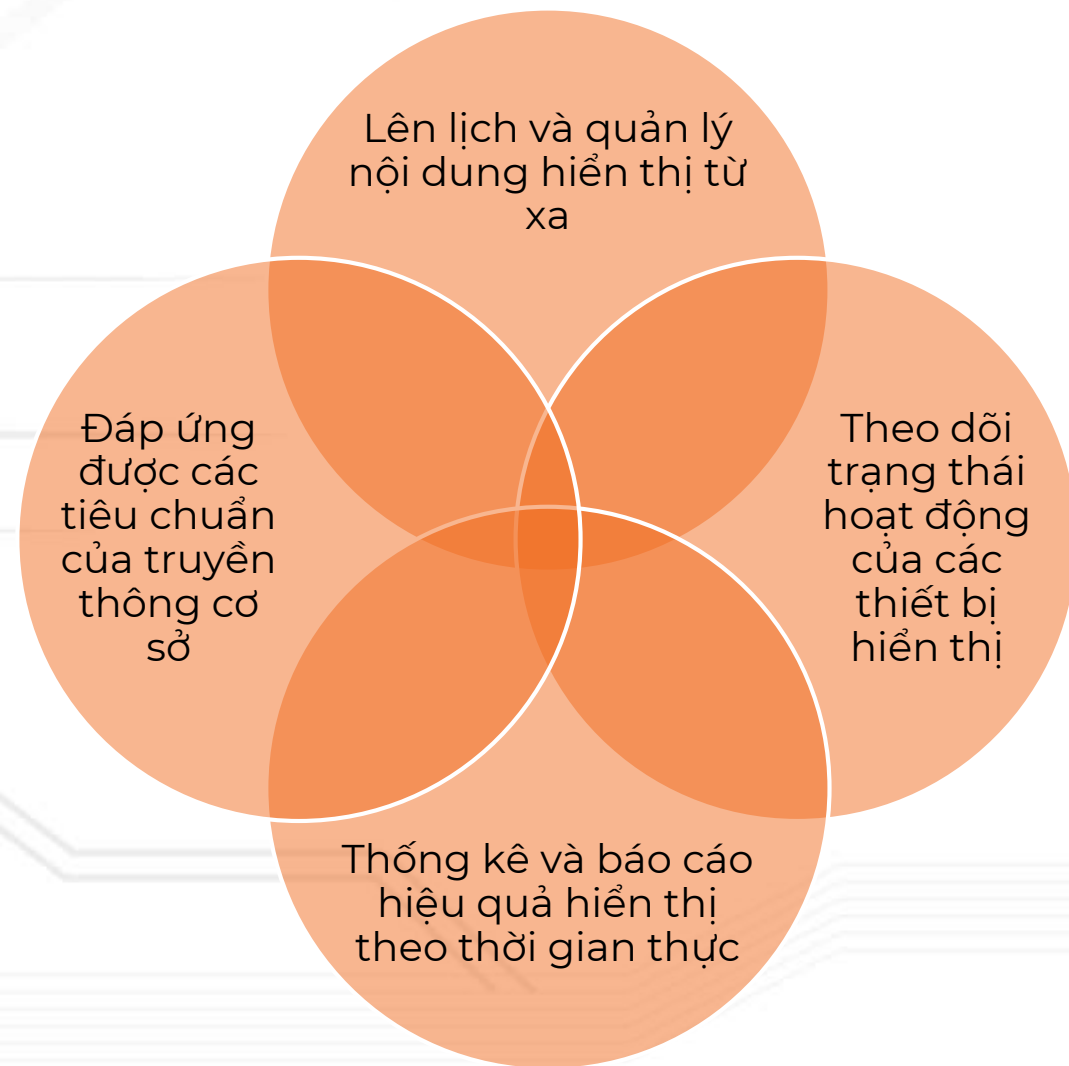 Lên lịch và quản lý
nội dung hiển thị từ
xa
Đáp ứng
được các
tiêu chuẩn
của truyền
thông cơ
sở
Theo dõi
trạng thái
hoạt động
của các
thiết bị
hiển thị
Thống kê và báo cáo
hiệu quả hiển thị
theo thời gian thực